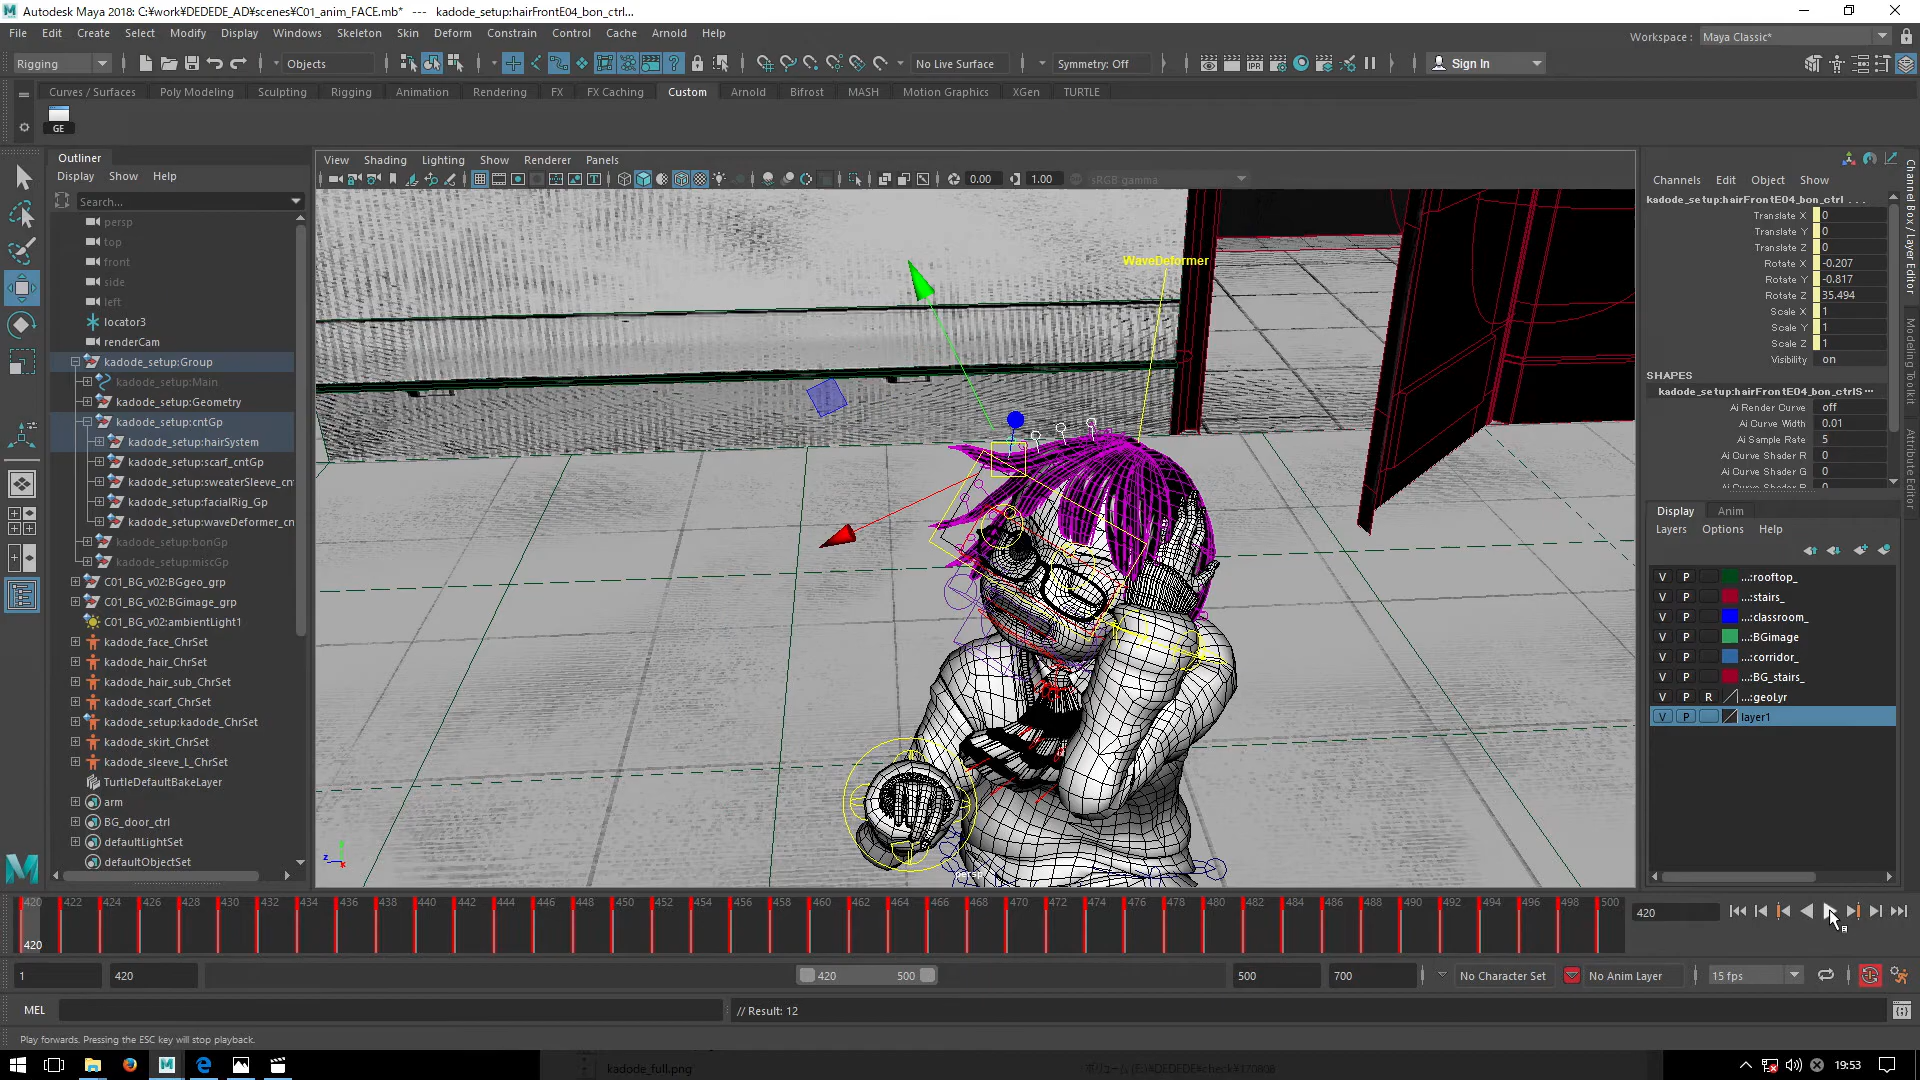 Autodesk Maya 2018: C:¥work¥DEDEDE_AD¥scenes¥C01_anim_FACE.mb* --- kadode_setup:hairFrontE04_bon_ctrl...
File Edit Create Select Modify Display Windows Skeleton Skin Deform Constrain Control Cache Arnold Help
Workspace : Maya Classic*
Rigging Objects No Live Surface Symmetry: Off Sign In
Curves / Surfaces Poly Modeling Sculpting Rigging Animation Rendering FX FX Caching Custom Arnold Bifrost MASH Motion Graphics XGen TURTLE
GE
Outliner
Display Show Help
Search...
persp
top
front
side
left
locator3
renderCam
kadode_setup:Group
kadode_setup:Main
kadode_setup:Geometry
kadode_setup:cntGp
kadode_setup:hairSystem
kadode_setup:scarf_cntGp
kadode_setup:sweaterSleeve_cn
kadode_setup:facialRig_Gp
kadode_setup:waveDeformer_cn
kadode_setup:bonGp
kadode_setup:miscGp
C01_BG_v02:BGgeo_grp
C01_BG_v02:BGimage_grp
C01_BG_v02:ambientLight1
kadode_face_ChrSet
kadode_hair_ChrSet
kadode_hair_sub_ChrSet
kadode_scarf_ChrSet
kadode_setup:kadode_ChrSet
kadode_skirt_ChrSet
kadode_sleeve_L_ChrSet
TurtleDefaultBakeLayer
arm
BG_door_ctrl
defaultLightSet
defaultObjectSet
View Shading Lighting Show Renderer Panels
0.00 1.00 sRGB gamma
WaveDeformer
persp
Channels Edit Object Show
kadode_setup:hairFrontE04_bon_ctrl ...
Translate X 0
Translate Y 0
Translate Z 0
Rotate X -0.207
Rotate Y -0.817
Rotate Z 35.494
Scale X 1
Scale Y 1
Scale Z 1
Visibility on
SHAPES
kadode_setup:hairFrontE04_bon_ctrlS...
Ai Render Curve off
Ai Curve Width 0.01
Ai Sample Rate 5
Ai Curve Shader R 0
Ai Curve Shader G 0
Ai Curve Shader B 0
Channel Box / Layer Editor
Modeling Toolkit
Attribute Editor
Display Anim
Layers Options Help
V P ...:rooftop_
V P ...:stairs_
V P ...:classroom_
V P ...:BGimage
V P ...:corridor_
V P ...:BG_stairs_
V P R ...:geoLyr
V P layer1
420 422 424 426 428 430 432 434 436 438 440 442 444 446 448 450 452 454 456 458 460 462 464 466 468 470 472 474 476 478 480 482 484 486 488 490 492 494 496 498 500
420
420
1 420 420 500 500 700 No Character Set No Anim Layer 15 fps
MEL // Result: 12
Play forwards. Pressing the ESC key will stop playback.
kadode_full.png
19:53